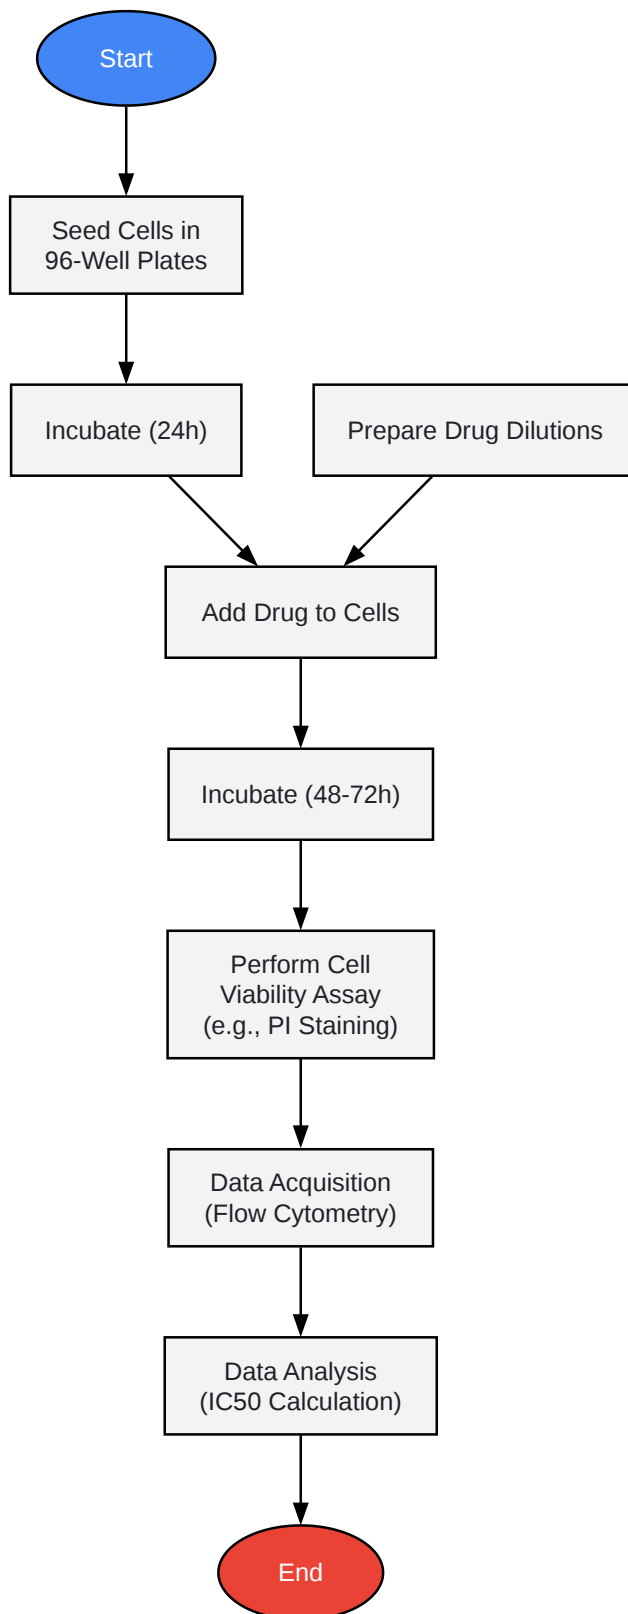 Start
Seed Cells in
96-Well Plates
Incubate (24h)
Prepare Drug Dilutions
Add Drug to Cells
Incubate (48-72h)
Perform Cell
Viability Assay
(e.g., PI Staining)
Data Acquisition
(Flow Cytometry)
Data Analysis
(IC50 Calculation)
End